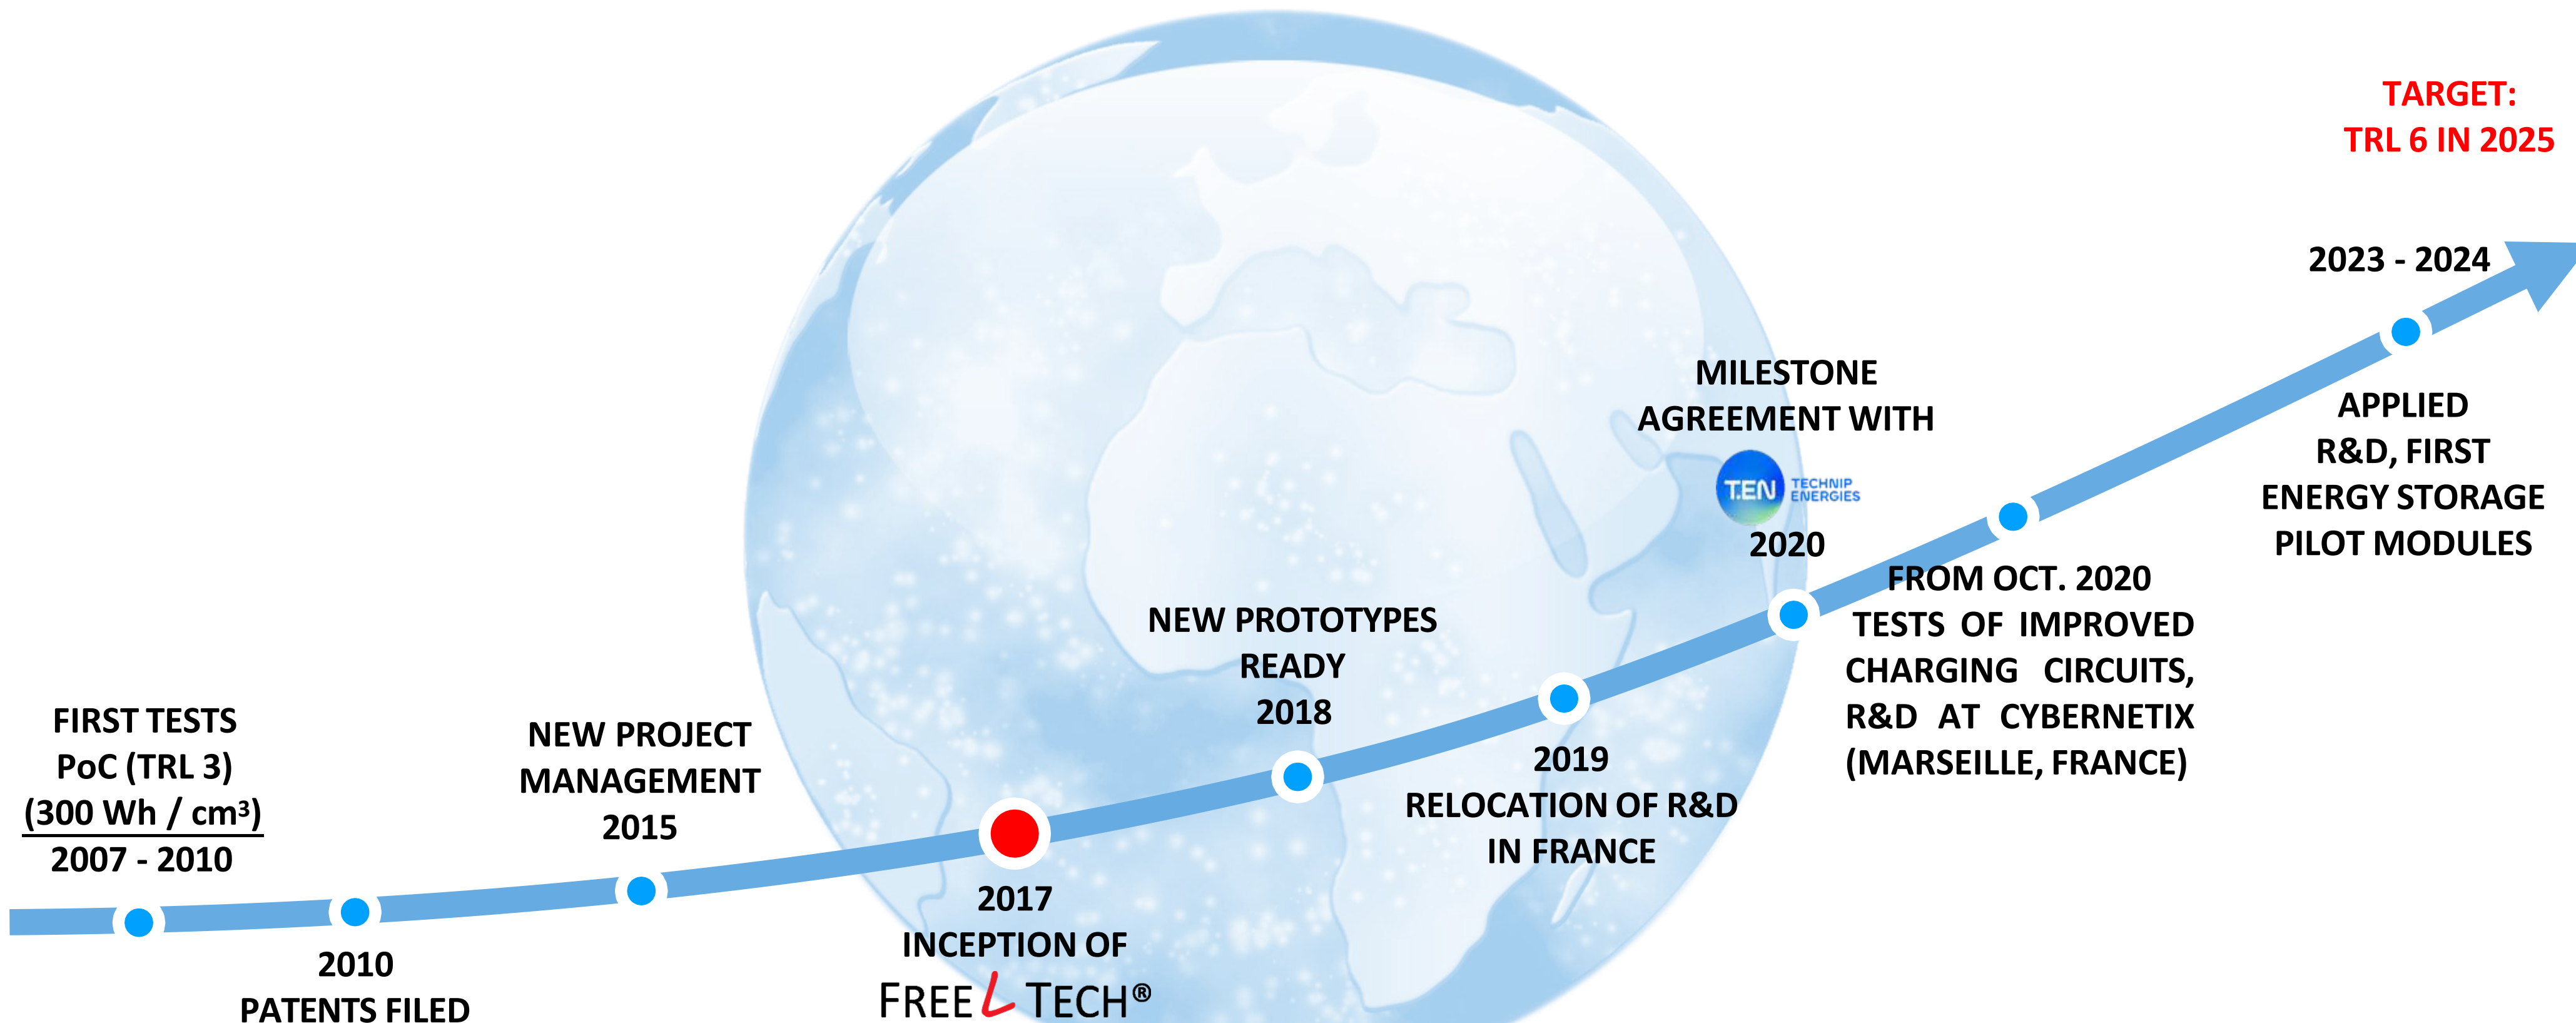 FIRST TESTS
PoC (TRL 3)
(300 Wh / cm³)
2007 - 2010
2010
PATENTS FILED
NEW PROJECT
MANAGEMENT
2015
2017
INCEPTION OF
FREE L TECH®
NEW PROTOTYPES
READY
2018
2019
RELOCATION OF R&D
IN FRANCE
MILESTONE
AGREEMENT WITH
T.EN TECHNIP
ENERGIES
2020
FROM OCT. 2020
TESTS OF IMPROVED
CHARGING CIRCUITS,
R&D AT CYBERNETIX
(MARSEILLE, FRANCE)
2023 - 2024
APPLIED
R&D, FIRST
ENERGY STORAGE
PILOT MODULES
TARGET:
TRL 6 IN 2025